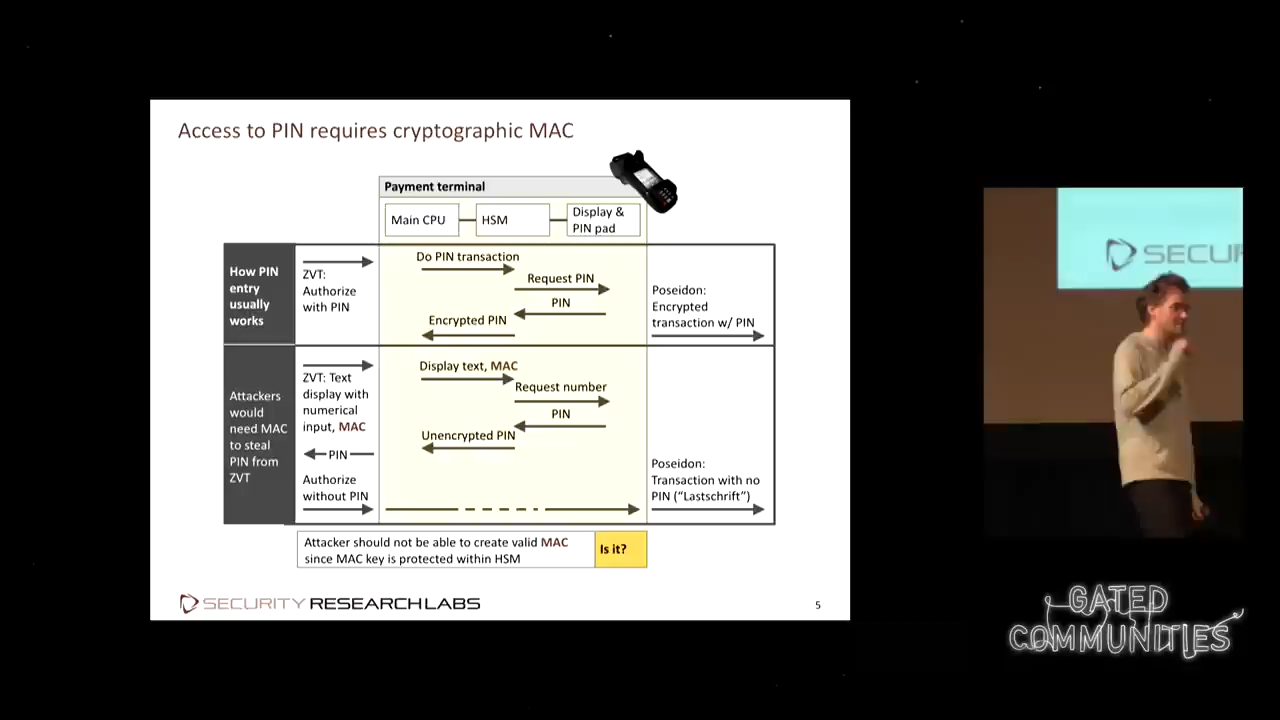 Access to PIN requires cryptographic MAC
Payment terminal
Main CPU
HSM
Display &
PIN pad
How PIN
entry
usually
works
ZVT:
Authorize
with PIN
Do PIN transaction
Request PIN
PIN
Encrypted PIN
Poseidon:
Encrypted
transaction w/ PIN
Attackers
would
need MAC
to steal
PIN from
ZVT
ZVT: Text
display with
numerical
input, MAC
PIN
Authorize
without PIN
Display text, MAC
Request number
PIN
Unencrypted PIN
Poseidon:
Transaction with no
PIN (“Lastschrift”)
Attacker should not be able to create valid MAC
since MAC key is protected within HSM
Is it?
SECURITY RESEARCH LABS
5
SECUR
GATED
COMMUNITIES